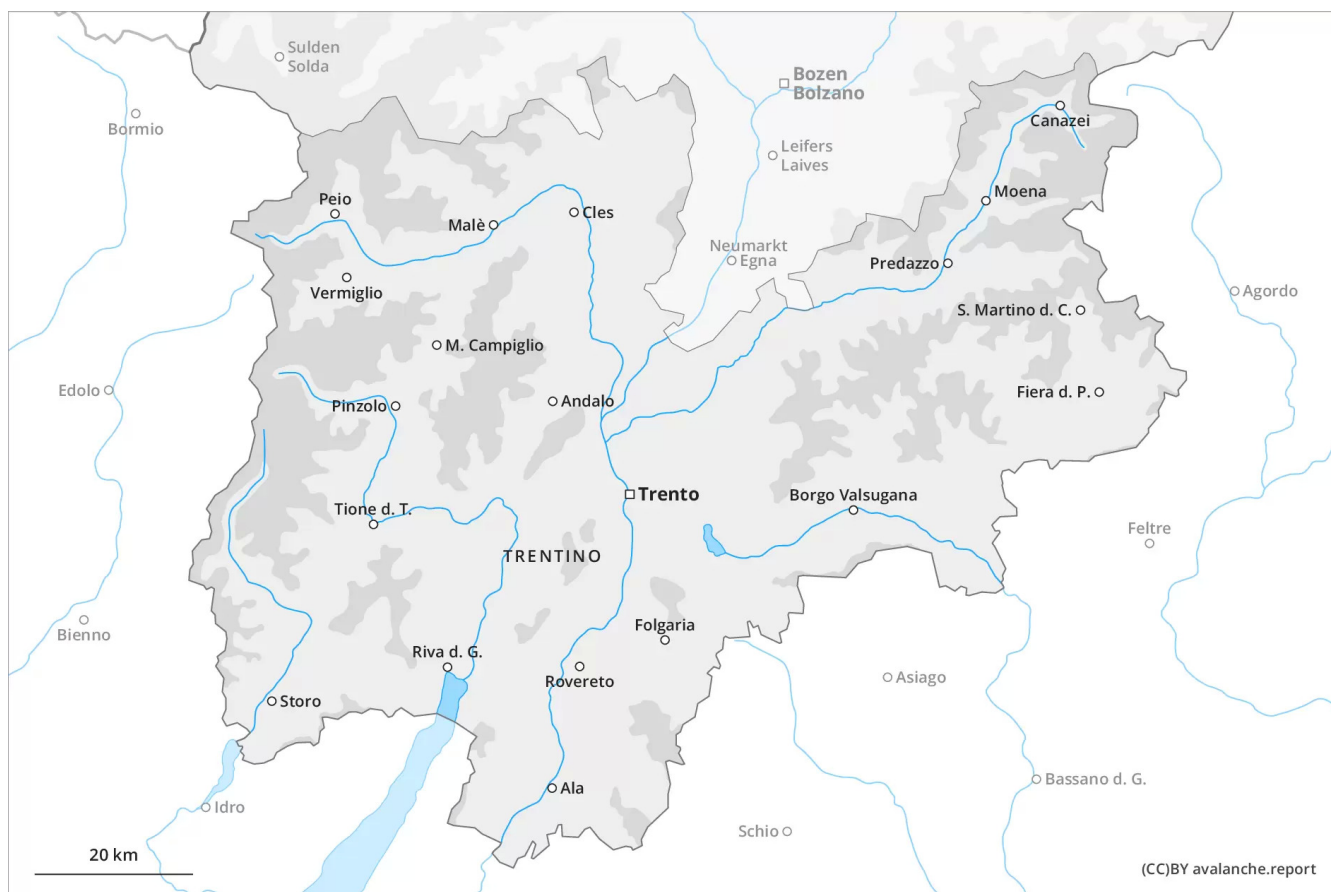 Sulden
Solda
Bozen
Bolzano
Bormio
Canazei
Leifers
Laives
Peio
Moena
Malè
Cles
Neumarkt
Egna
Predazzo
Vermiglio
Agordo
S. Martino d. C.
M. Campiglio
Edolo
Fiera d. P.
Pinzolo
Andalo
Trento
Borgo Valsugana
Tione d. T.
Feltre
TRENTINO
Bienno
Folgaria
Riva d. G.
Rovereto
Asiago
Storo
Bassano d. G.
Ala
Idro
Schio
20 km
(CC)BY avalanche.report